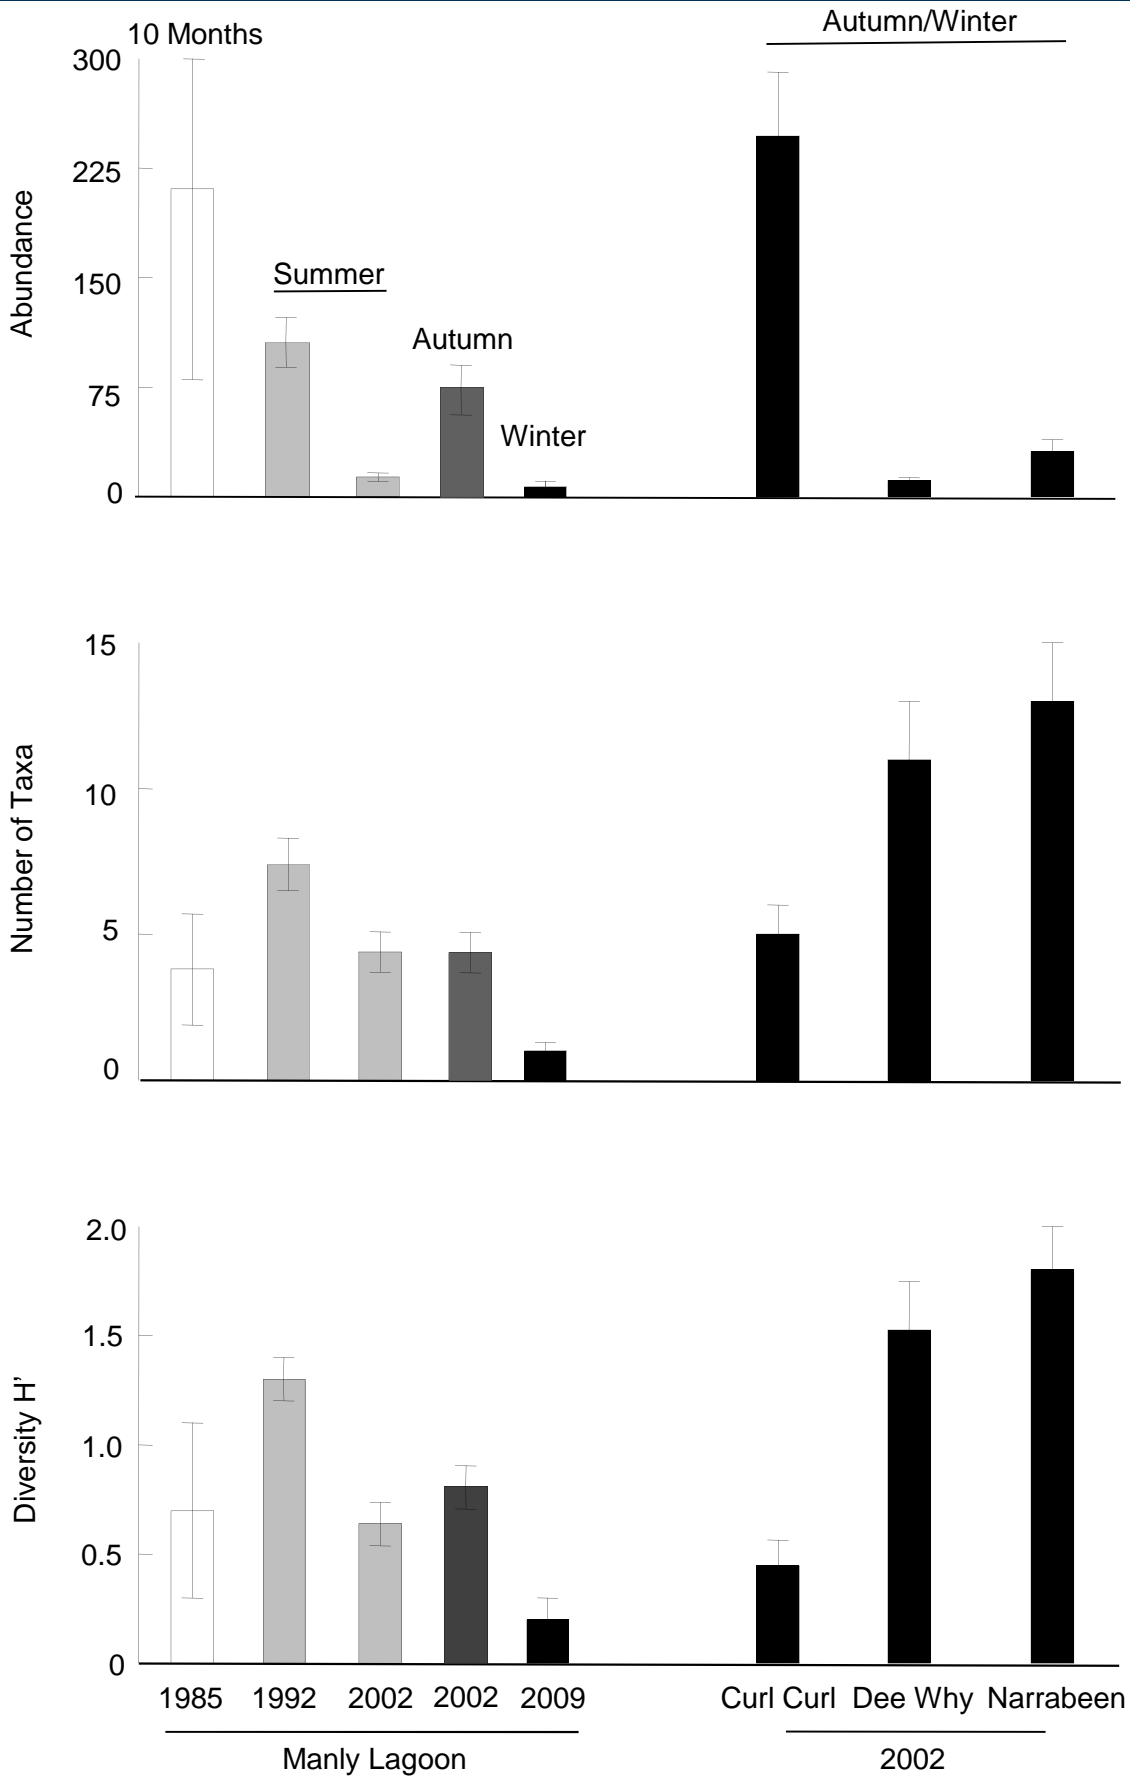 Autumn/Winter
10 Months
300
225
Abundance
150
Summer
Autumn
75
Winter
0
15
10
Number of Taxa
5
0
2.0
1.5
Diversity H’
1.0
0.5
0
1985 1992 2002 2002 2009 Curl Curl Dee Why Narrabeen
Manly Lagoon 2002